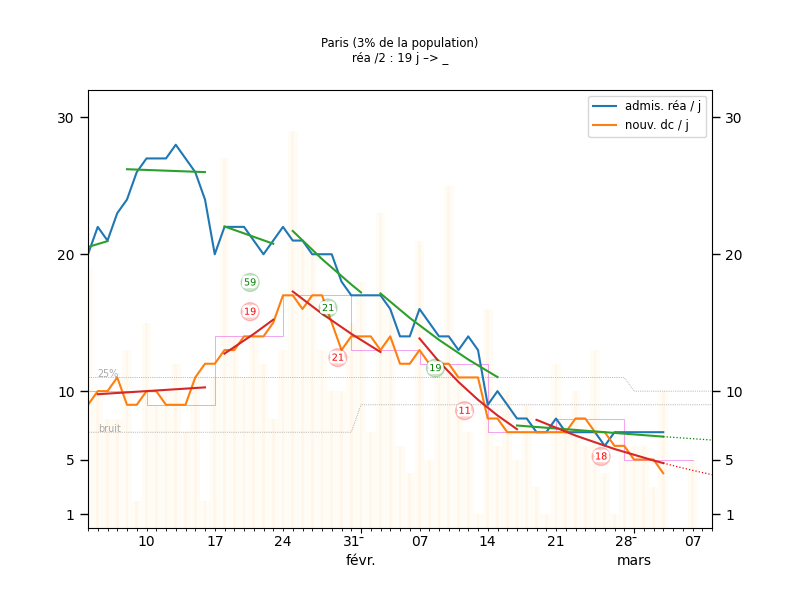 Paris (3% de la population)
réa /2 : 19 j –> _
admis. réa / j
nouv. dc / j
30 30
20 20
59
19
21
21
19
25%
10 10
11
bruit
18
5 5
1 1
10 17 24 31 07 14 21 28 07
févr. mars